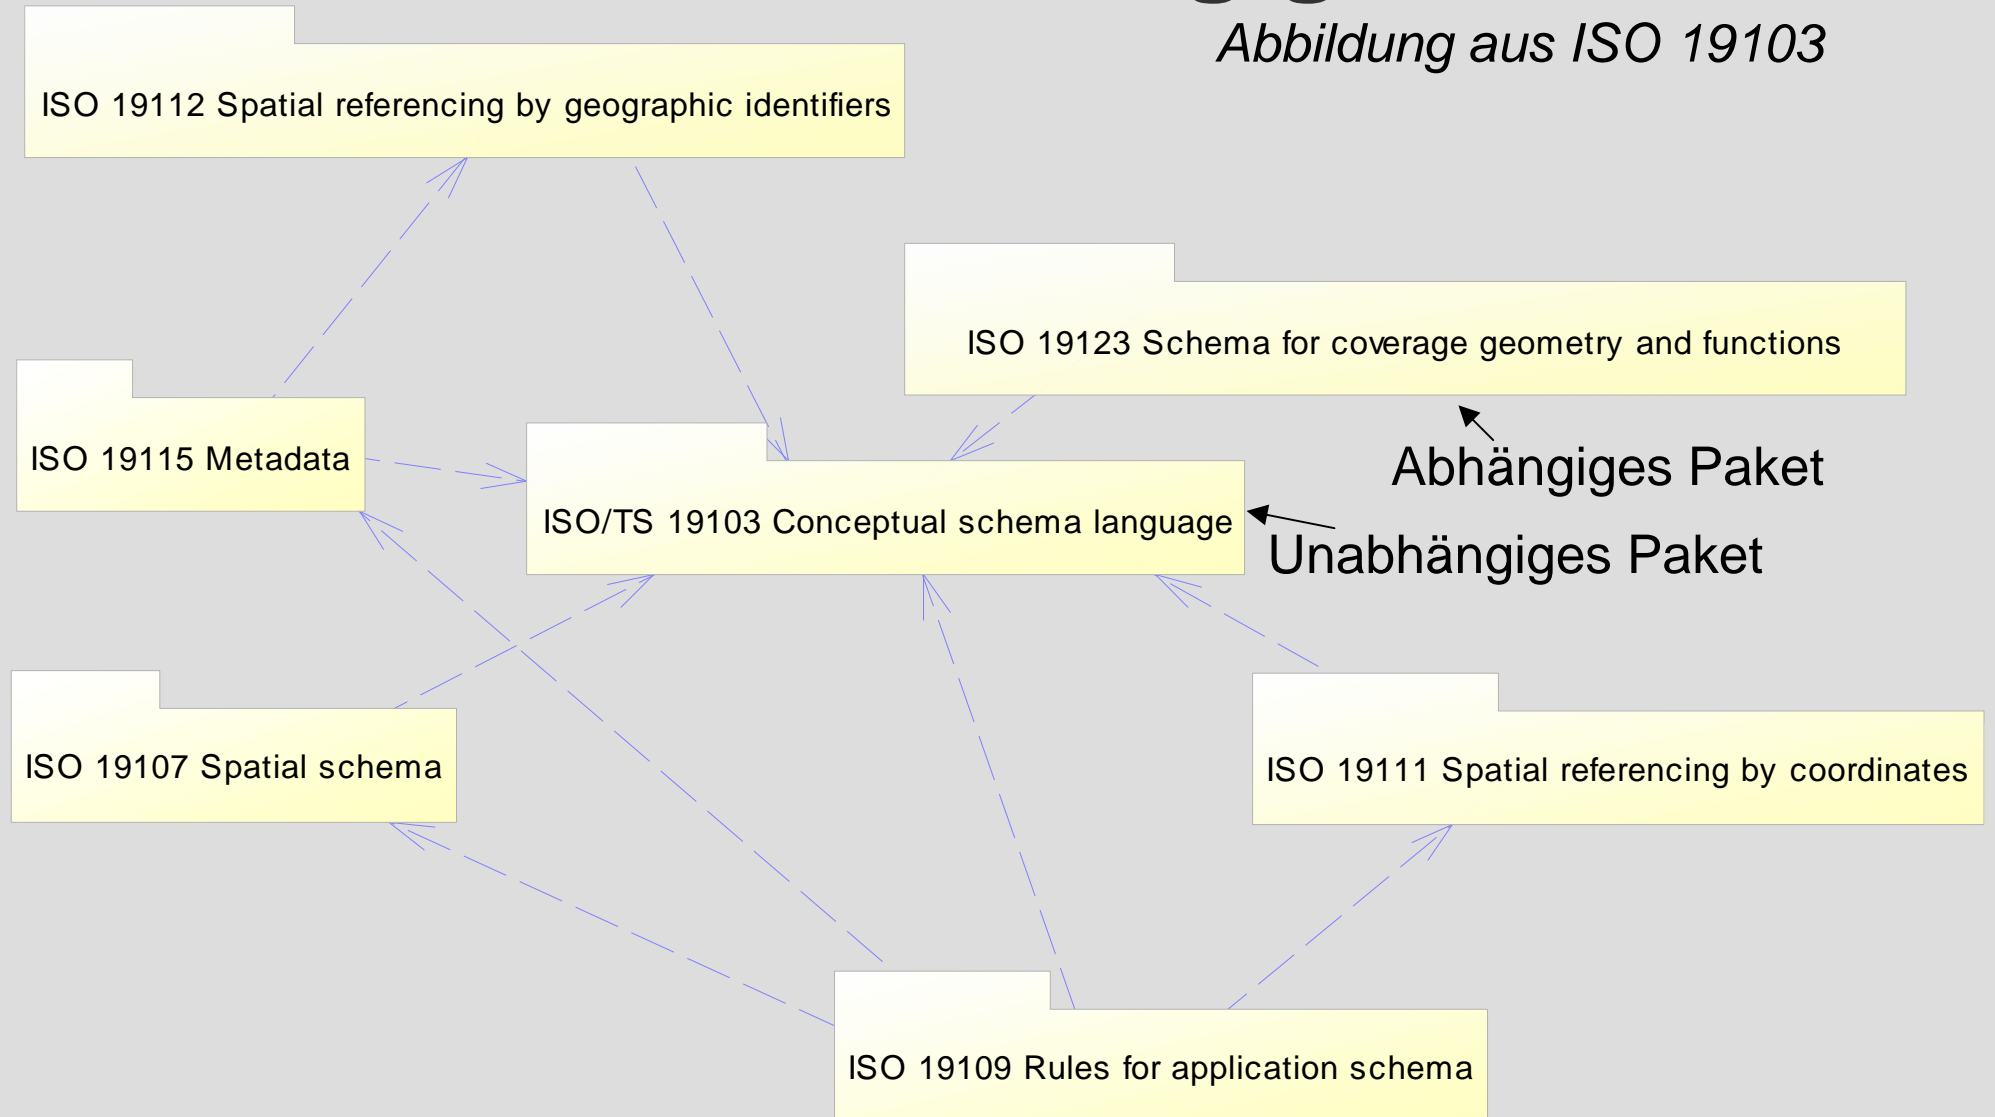 Abbildung aus ISO 19103
ISO 19112 Spatial referencing by geographic identifiers
ISO 19123 Schema for coverage geometry and functions
ISO 19115 Metadata
Abhängiges Paket
ISO/TS 19103 Conceptual schema language
Unabhängiges Paket
ISO 19107 Spatial schema
ISO 19111 Spatial referencing by coordinates
ISO 19109 Rules for application schema